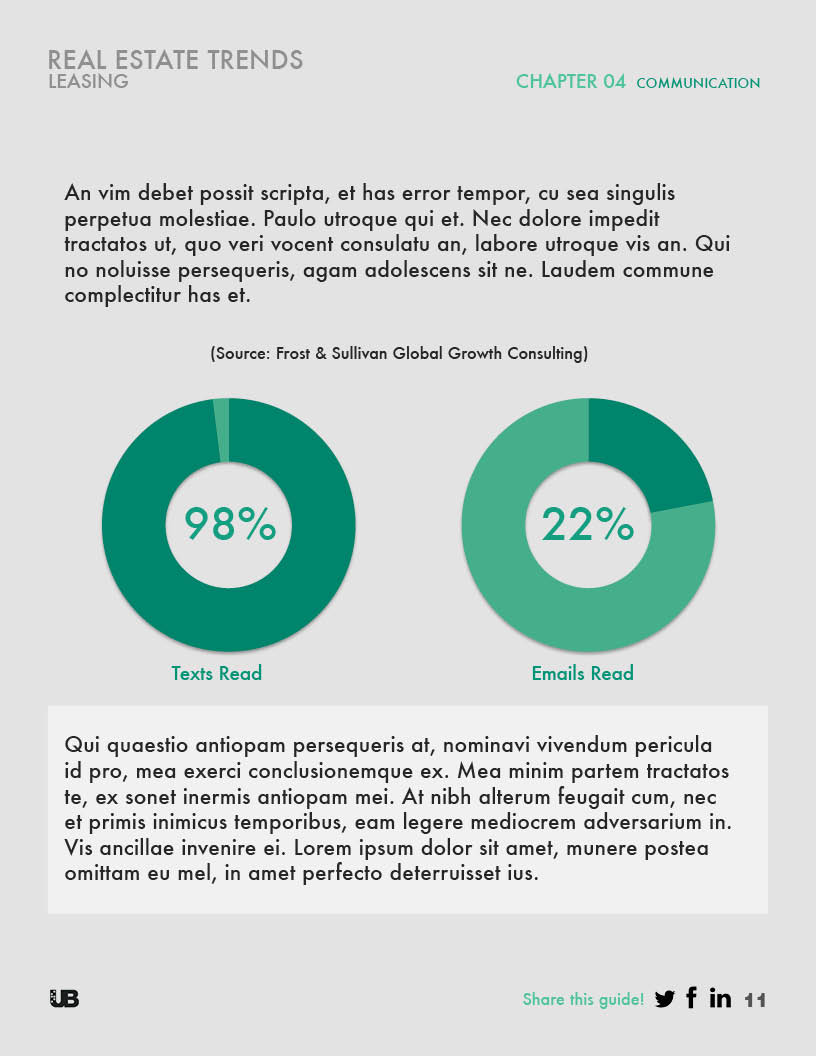 REAL ESTATE TRENDS
LEASING
CHAPTER 04 COMMUNICATION
An vim debet possit scripta, et has error tempor, cu sea singulis
perpetua molestiae. Paulo utroque qui et. Nec dolore impedit
tractatos ut, quo veri vocent consulatu an, labore utroque vis an. Qui
no noluisse persequeris, agam adolescens sit ne. Laudem commune
complectitur has et.
(Source: Frost & Sullivan Global Growth Consulting)
98%
22%
Texts Read
Emails Read
Qui quaestio antiopam persequeris at, nominavi vivendum pericula
id pro, mea exerci conclusionemque ex. Mea minim partem tractatos
te, ex sonet inermis antiopam mei. At nibh alterum feugait cum, nec
et primis inimicus temporibus, eam legere mediocrem adversarium in.
Vis ancillae invenire ei. Lorem ipsum dolor sit amet, munere postea
omittam eu mel, in amet perfecto deterruisset ius.
UB
Share this guide! f in 11